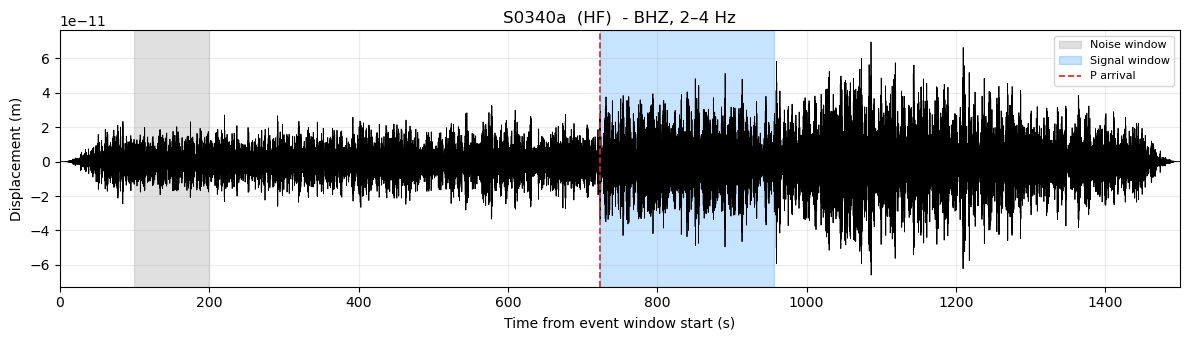 S0340a  (HF)  - BHZ, 2–4 Hz
1e−11
Displacement (m)
6
4
2
0
−2
−4
−6
Noise window
Signal window
P arrival
0 200 400 600 800 1000 1200 1400
Time from event window start (s)